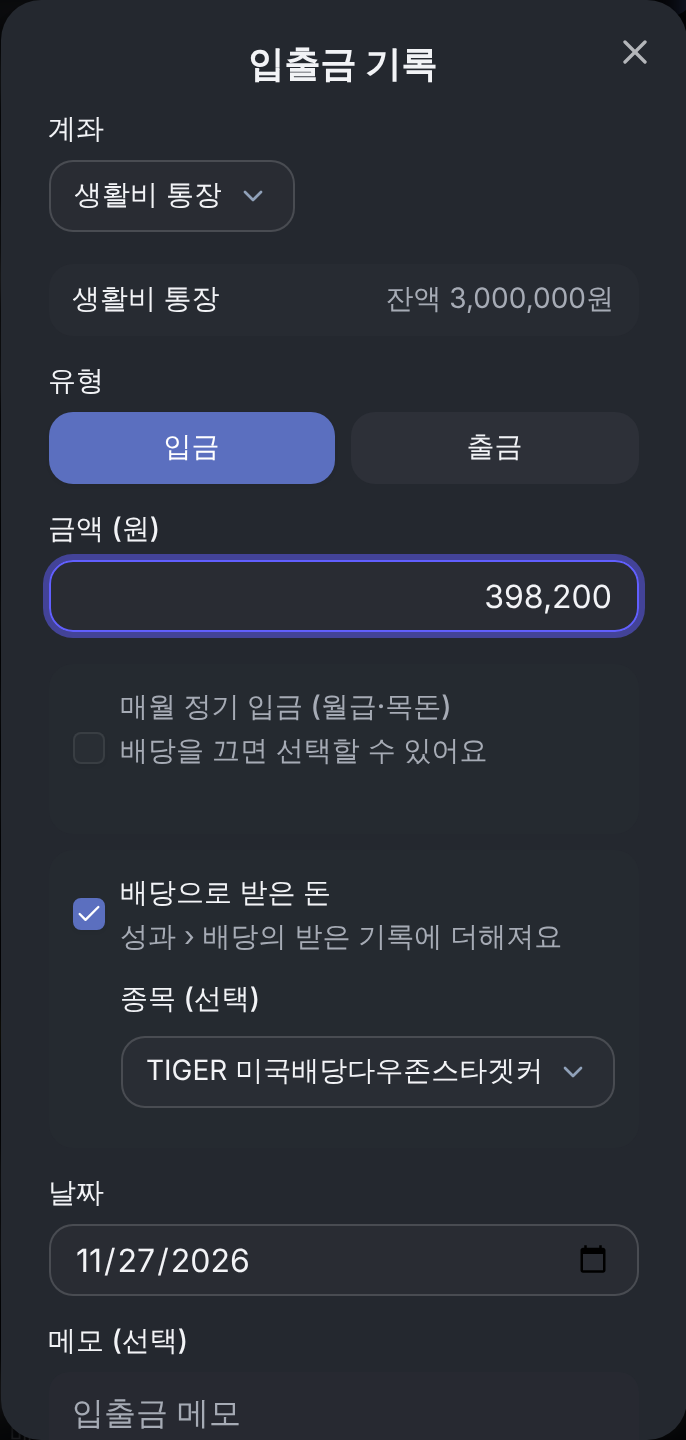 입출금 기록
계좌
생활비 통장
생활비 통장 잔액 3,000,000원
유형
입금 출금
금액 (원)
398,200
매월 정기 입금 (월급·목돈)
배당을 끄면 선택할 수 있어요
배당으로 받은 돈
성과 › 배당의 받은 기록에 더해져요
종목 (선택)
TIGER 미국배당다우존스타겟커
날짜
11/27/2026
메모 (선택)
입출금 메모